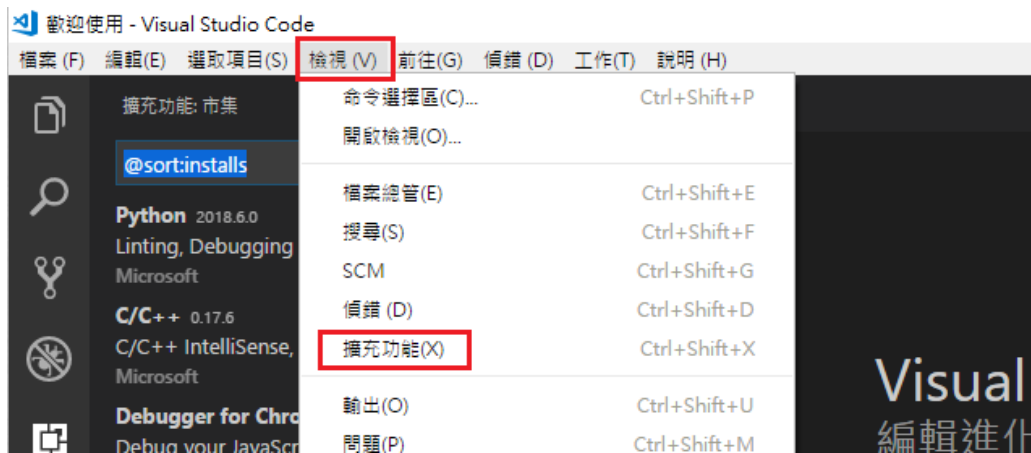 歡迎使用 - Visual Studio Code
檔案 (F) 編輯(E) 選取項目(S) 檢視 (V) 前往(G) 偵錯 (D) 工作(T) 說明 (H)
擴充功能: 市集
@sort:installs
Python 2018.6.0
Linting, Debugging
Microsoft
C/C++ 0.17.6
C/C++ IntelliSense,
Microsoft
Debugger for Chro
Debug your JavaScr
命令選擇區(C)... Ctrl+Shift+P
開啟檢視(O)...
檔案總管(E) Ctrl+Shift+E
搜尋(S) Ctrl+Shift+F
SCM Ctrl+Shift+G
偵錯 (D) Ctrl+Shift+D
擴充功能(X) Ctrl+Shift+X
輸出(O) Ctrl+Shift+U
問題(P) Ctrl+Shift+M
Visual
編輯進化